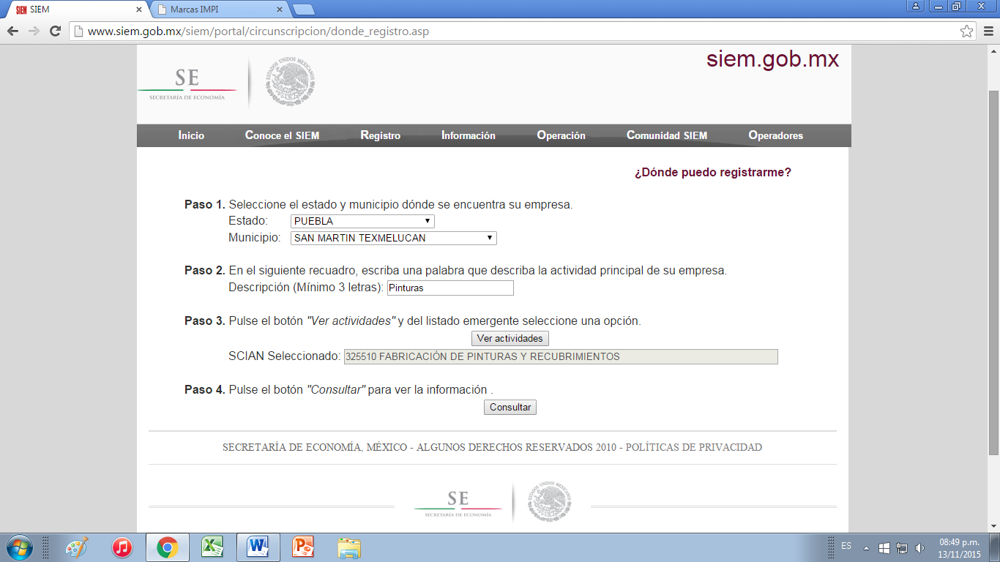 SIEM
Marcas IMPI
www.siem.gob.mx/siem/portal/circunscripcion/donde_registro.asp
siem.gob.mx
SE
SECRETARÍA DE ECONOMÍA
ESTADOS UNIDOS MEXICANOS
Inicio Conoce el SIEM Registro Información Operación Comunidad SIEM Operadores
¿Dónde puedo registrarme?
Paso 1. Seleccione el estado y municipio dónde se encuentra su empresa.
Estado: PUEBLA
Municipio: SAN MARTIN TEXMELUCAN
Paso 2. En el siguiente recuadro, escriba una palabra que describa la actividad principal de su empresa.
Descripción (Mínimo 3 letras): Pinturas
Paso 3. Pulse el botón "Ver actividades" y del listado emergente seleccione una opción.
Ver actividades
SCIAN Seleccionado: 325510 FABRICACIÓN DE PINTURAS Y RECUBRIMIENTOS
Paso 4. Pulse el botón "Consultar" para ver la información .
Consultar
SECRETARÍA DE ECONOMÍA, MÉXICO - ALGUNOS DERECHOS RESERVADOS 2010 - POLÍTICAS DE PRIVACIDAD
SE
SECRETARÍA DE ECONOMÍA
ESTADOS UNIDOS MEXICANOS
ES
08:49 p.m.
13/11/2015